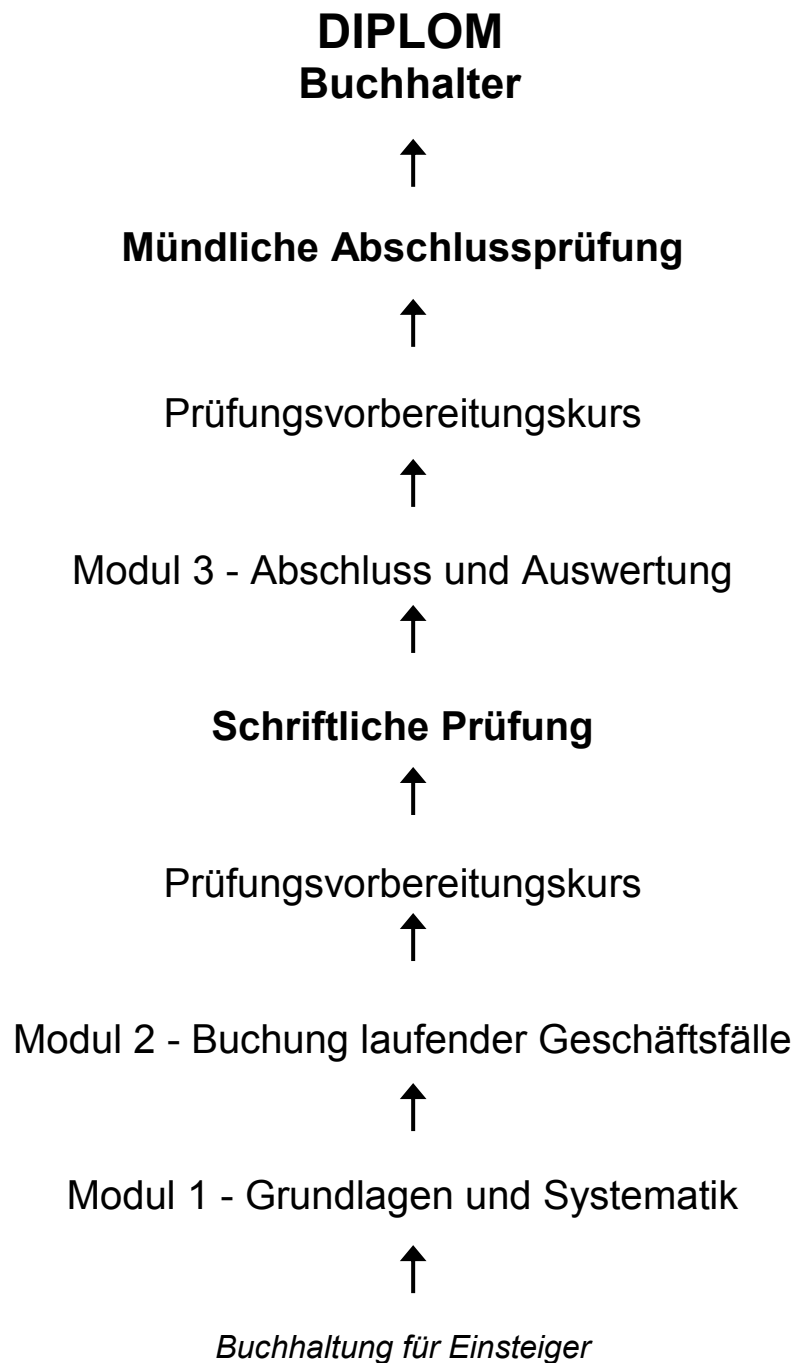 DIPLOM
Buchhalter
Mündliche Abschlussprüfung
Prüfungsvorbereitungskurs
Modul 3 - Abschluss und Auswertung
Schriftliche Prüfung
Prüfungsvorbereitungskurs
Modul 2 - Buchung laufender Geschäftsfälle
Modul 1 - Grundlagen und Systematik
Buchhaltung für Einsteiger